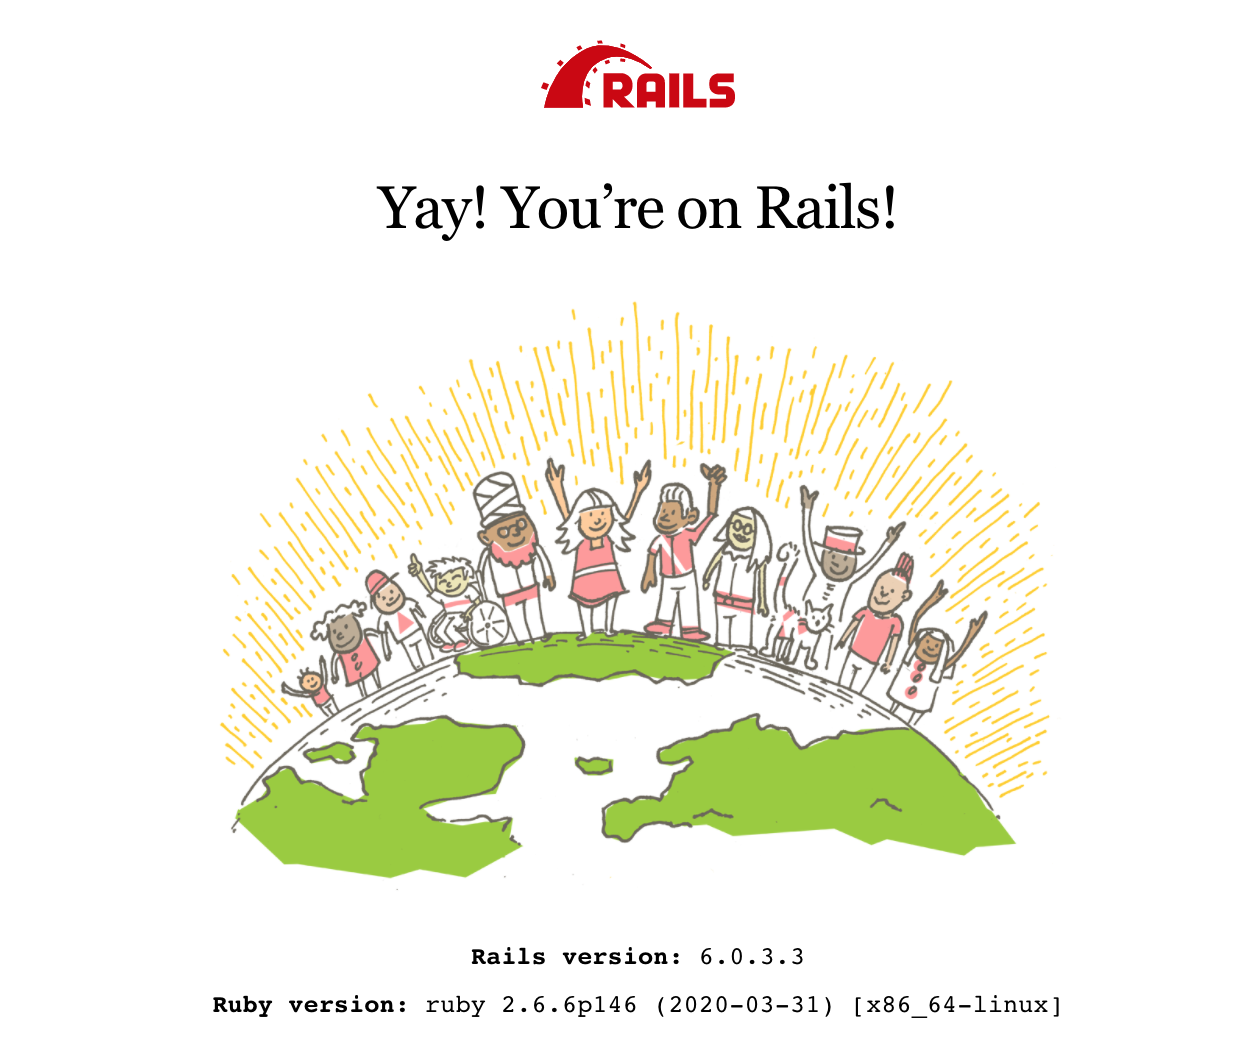 RAILS
Yay! You’re on Rails!
Rails version: 6.0.3.3
Ruby version: ruby 2.6.6p146 (2020-03-31) [x86_64-linux]